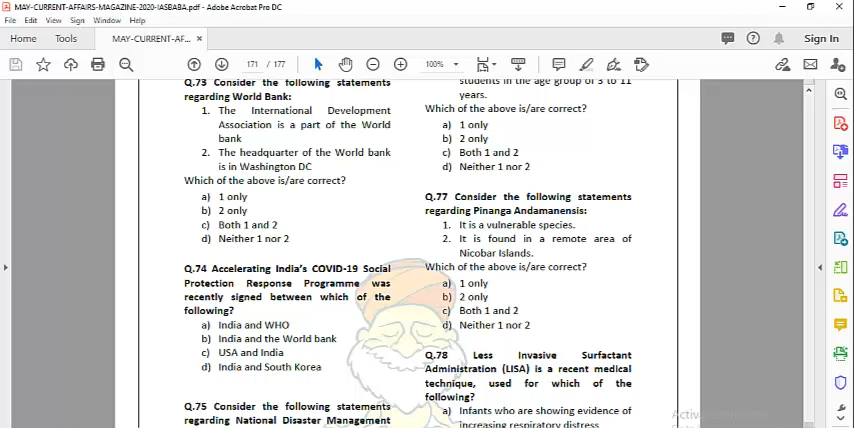 MAY-CURRENT-AFFAIRS-MAGAZINE-2020-IASBABA.pdf - Adobe Acrobat Pro DC
File Edit View Sign Window Help
Home Tools MAY-CURRENT-AF... × Sign In
171 / 177 100%
Q.73 Consider the following statements
regarding World Bank:
1. The International Development
Association is a part of the World
bank
2. The headquarter of the World bank
is in Washington DC
Which of the above is/are correct?
a) 1 only
b) 2 only
c) Both 1 and 2
d) Neither 1 nor 2
Q.74 Accelerating India's COVID-19 Social
Protection Response Programme was
recently signed between which of the
following?
a) India and WHO
b) India and the World bank
c) USA and India
d) India and South Korea
Q.75 Consider the following statements
regarding National Disaster Management
students in the age group of 3 to 11
years.
Which of the above is/are correct?
a) 1 only
b) 2 only
c) Both 1 and 2
d) Neither 1 nor 2
Q.77 Consider the following statements
regarding Pinanga Andamanensis:
1. It is a vulnerable species.
2. It is found in a remote area of
Nicobar Islands.
Which of the above is/are correct?
a) 1 only
b) 2 only
c) Both 1 and 2
d) Neither 1 nor 2
Q.78 Less Invasive Surfactant
Administration (LISA) is a recent medical
technique, used for which of the
following?
a) Infants who are showing evidence of
increasing respiratory distress